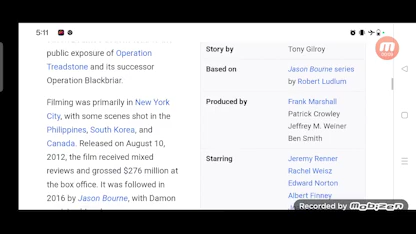 5:11
public exposure of Operation
Treadstone and its successor
Operation Blackbriar.
Filming was primarily in New York
City, with some scenes shot in the
Philippines, South Korea, and
Canada. Released on August 10,
2012, the film received mixed
reviews and grossed $276 million at
the box office. It was followed in
2016 by Jason Bourne, with Damon
Story by Tony Gilroy
Based on Jason Bourne series
by Robert Ludlum
Produced by Frank Marshall
Patrick Crowley
Jeffrey M. Weiner
Ben Smith
Starring Jeremy Renner
Rachel Weisz
Edward Norton
Albert Finney
Recorded by Mobizen